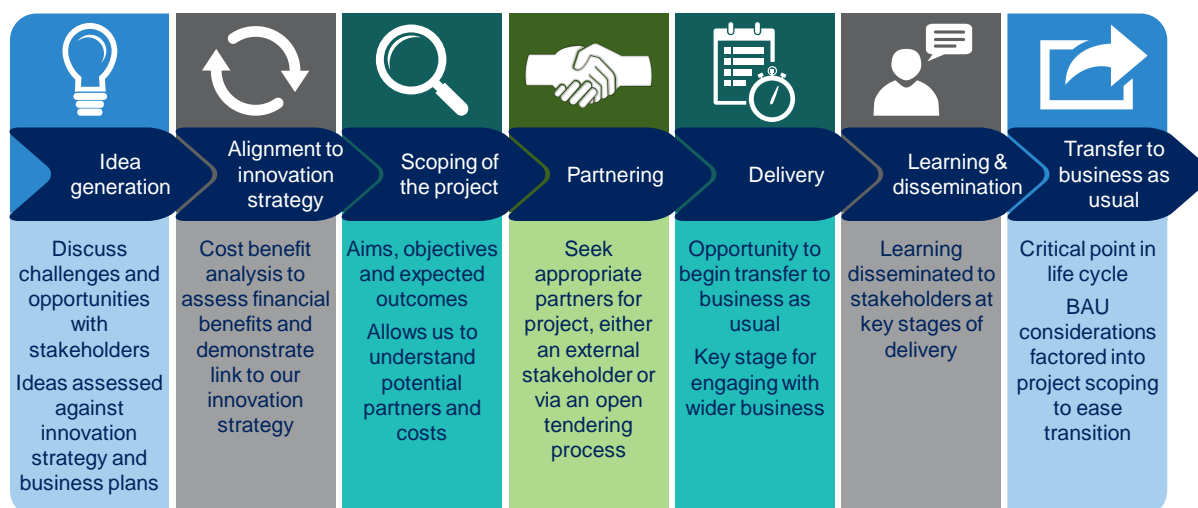 Idea
generation
Alignment to
innovation
strategy
Scoping of
the project
Partnering
Delivery
Learning &
dissemination
Transfer to
business as
usual
Discuss
challenges and
opportunities
with
stakeholders
Ideas assessed
against
innovation
strategy and
business plans
Cost benefit
analysis to
assess financial
benefits and
demonstrate
link to our
innovation
strategy
Aims, objectives
and expected
outcomes
Allows us to
understand
potential
partners and
costs
Seek
appropriate
partners for
project, either
an external
stakeholder or
via an open
tendering
process
Opportunity to
begin transfer to
business as
usual
Key stage for
engaging with
wider business
Learning
disseminated to
stakeholders at
key stages of
delivery
Critical point in
life cycle
BAU
considerations
factored into
project scoping
to ease
transition